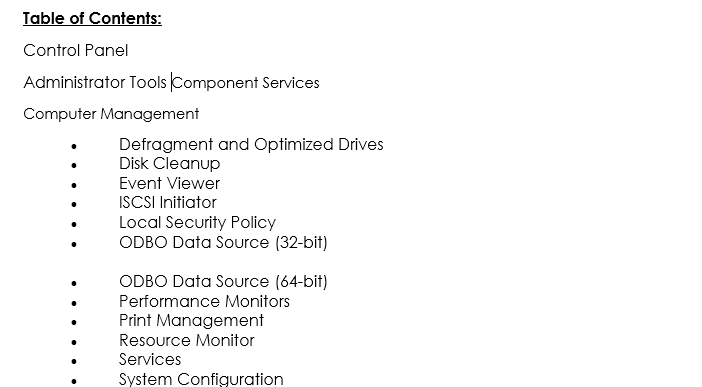 Table of Contents:
Control Panel
Administrator Tools Component Services
Computer Management
• Defragment and Optimized Drives
• Disk Cleanup
• Event Viewer
• ISCSI Initiator
• Local Security Policy
• ODBO Data Source (32-bit)
• ODBO Data Source (64-bit)
• Performance Monitors
• Print Management
• Resource Monitor
• Services
• System Configuration